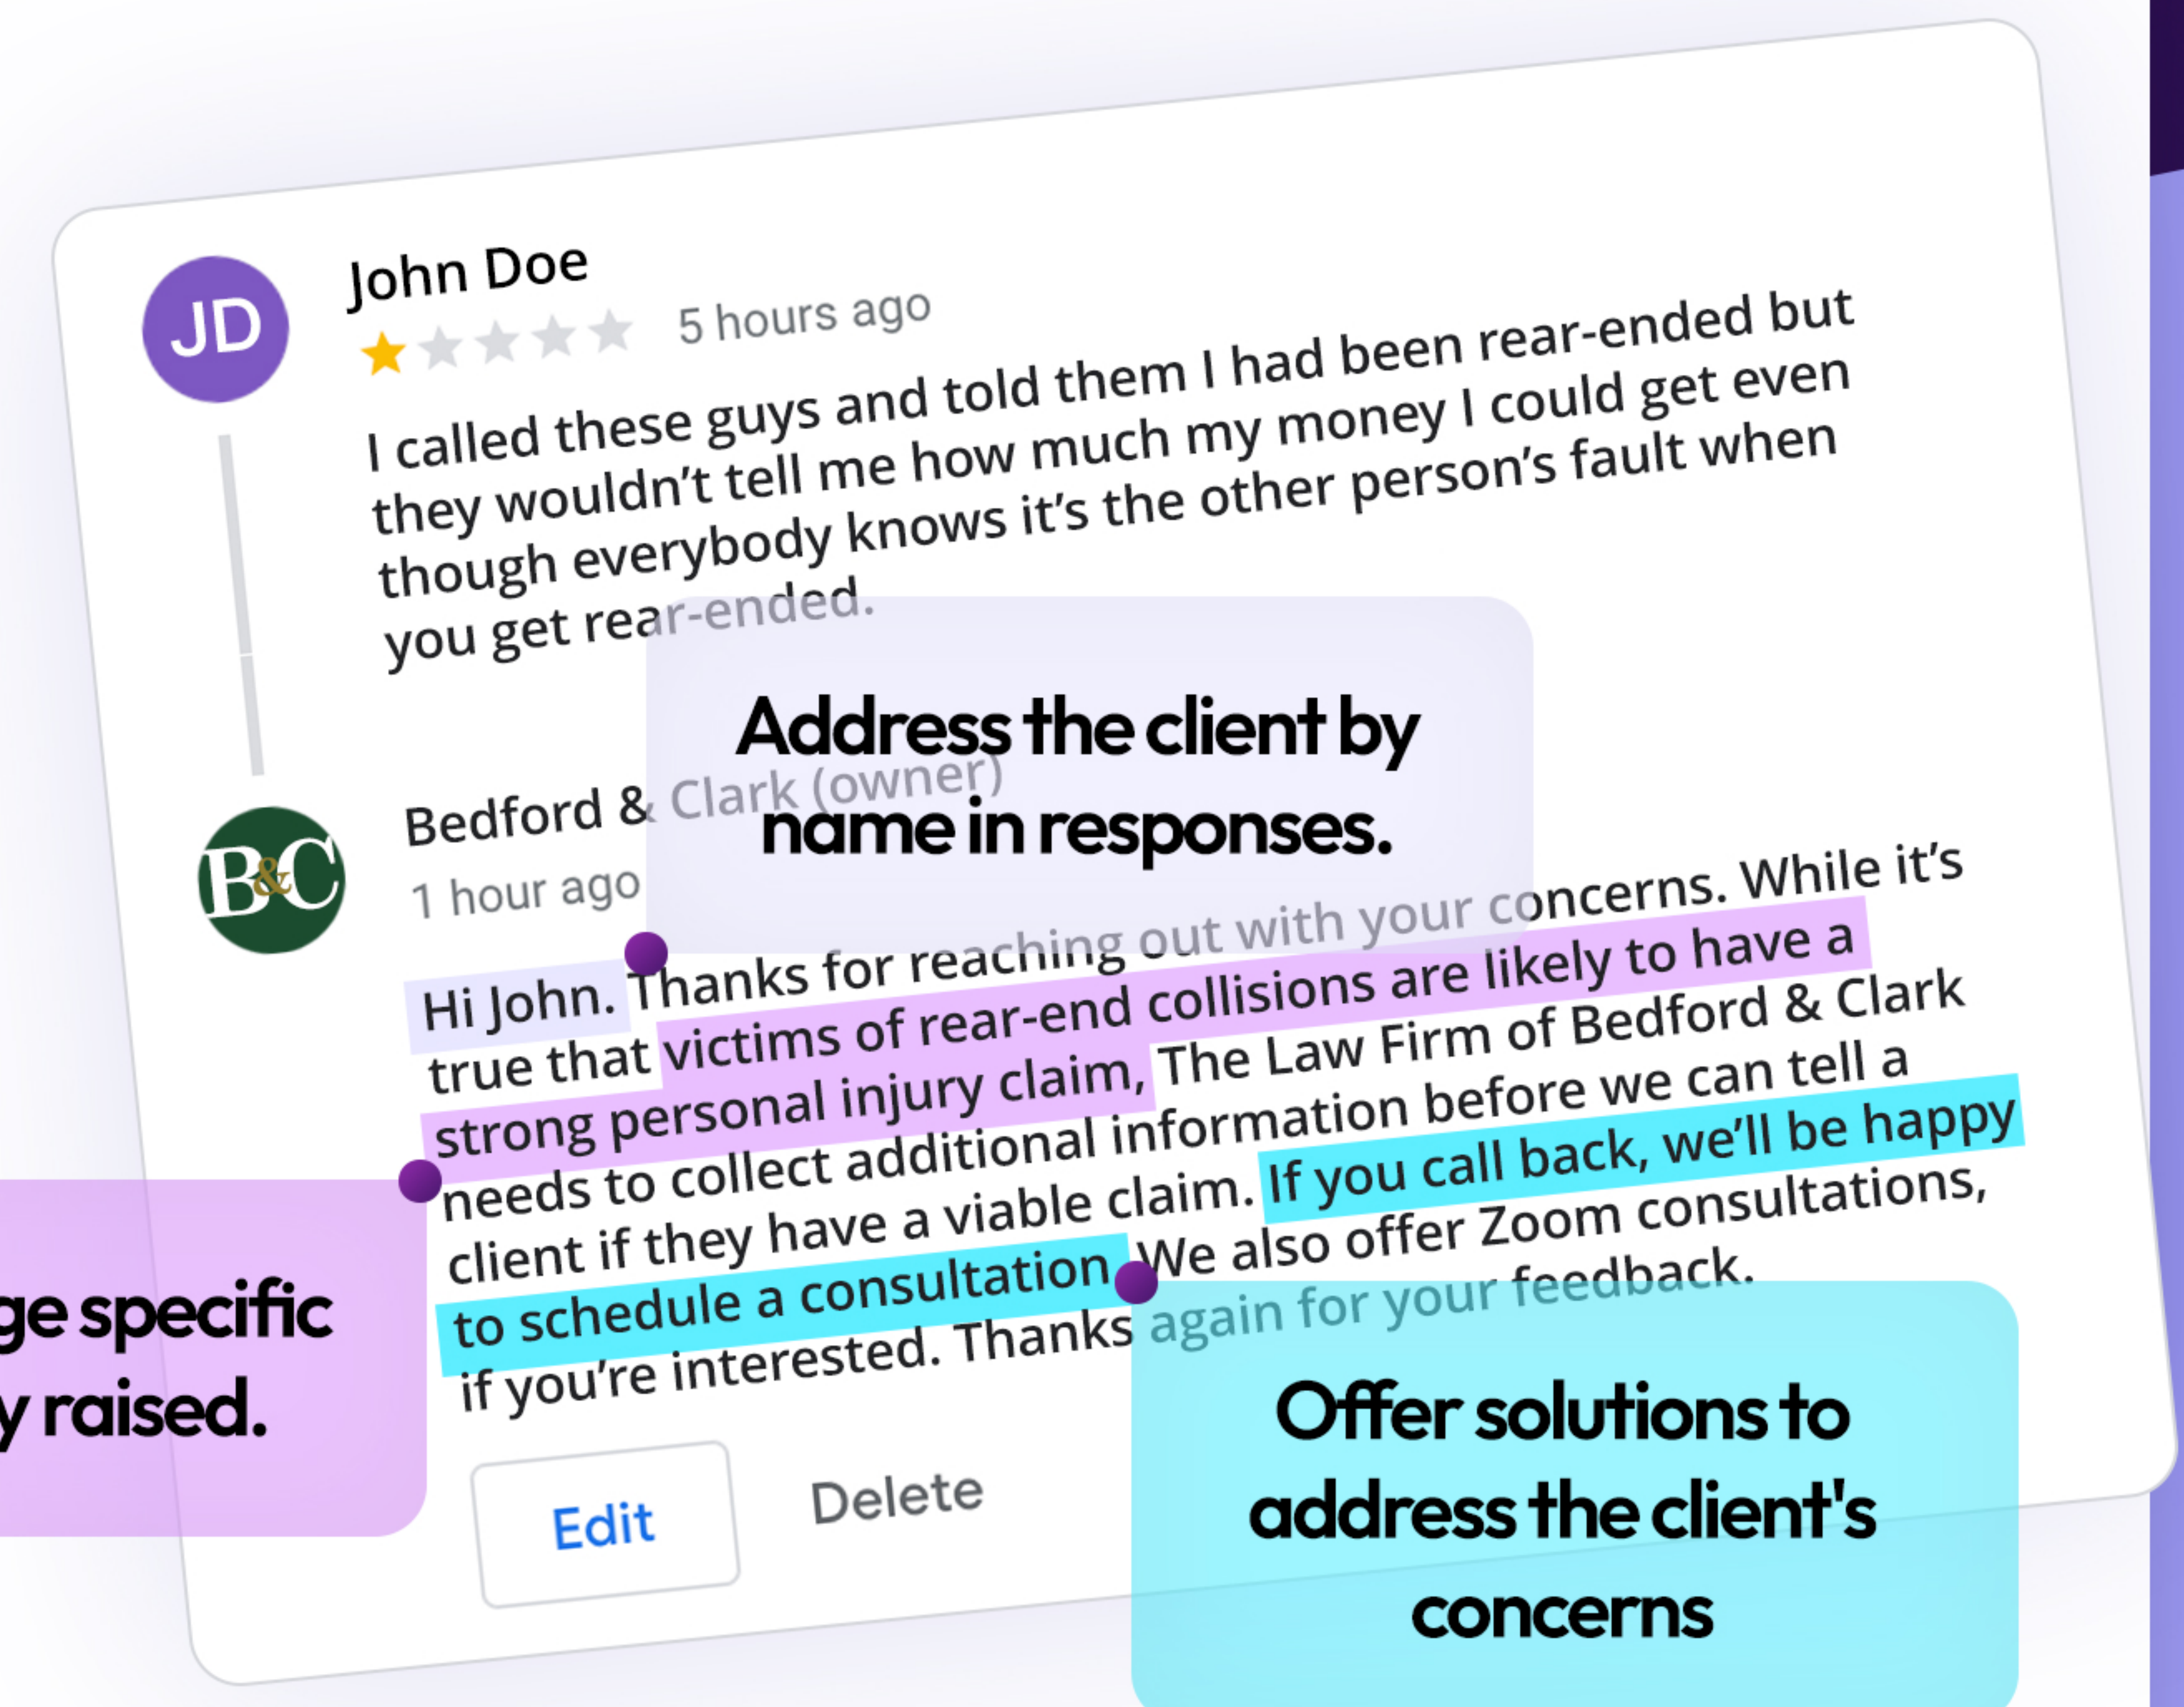 JD
John Doe
5 hours ago
I called these guys and told them I had been rear-ended but
they wouldn't tell me how much my money I could get even
though everybody knows it's the other person's fault when
you get rear-ended.
Address the client by
name in responses.
B&C
Bedford & Clark (owner)
1 hour ago
Hi John. Thanks for reaching out with your concerns. While it's
true that victims of rear-end collisions are likely to have a
strong personal injury claim, The Law Firm of Bedford & Clark
needs to collect additional information before we can tell a
client if they have a viable claim. If you call back, we'll be happy
to schedule a consultation. We also offer Zoom consultations,
if you're interested. Thanks again for your feedback.
ge specific
y raised.
Offer solutions to
address the client's
concerns
Edit
Delete